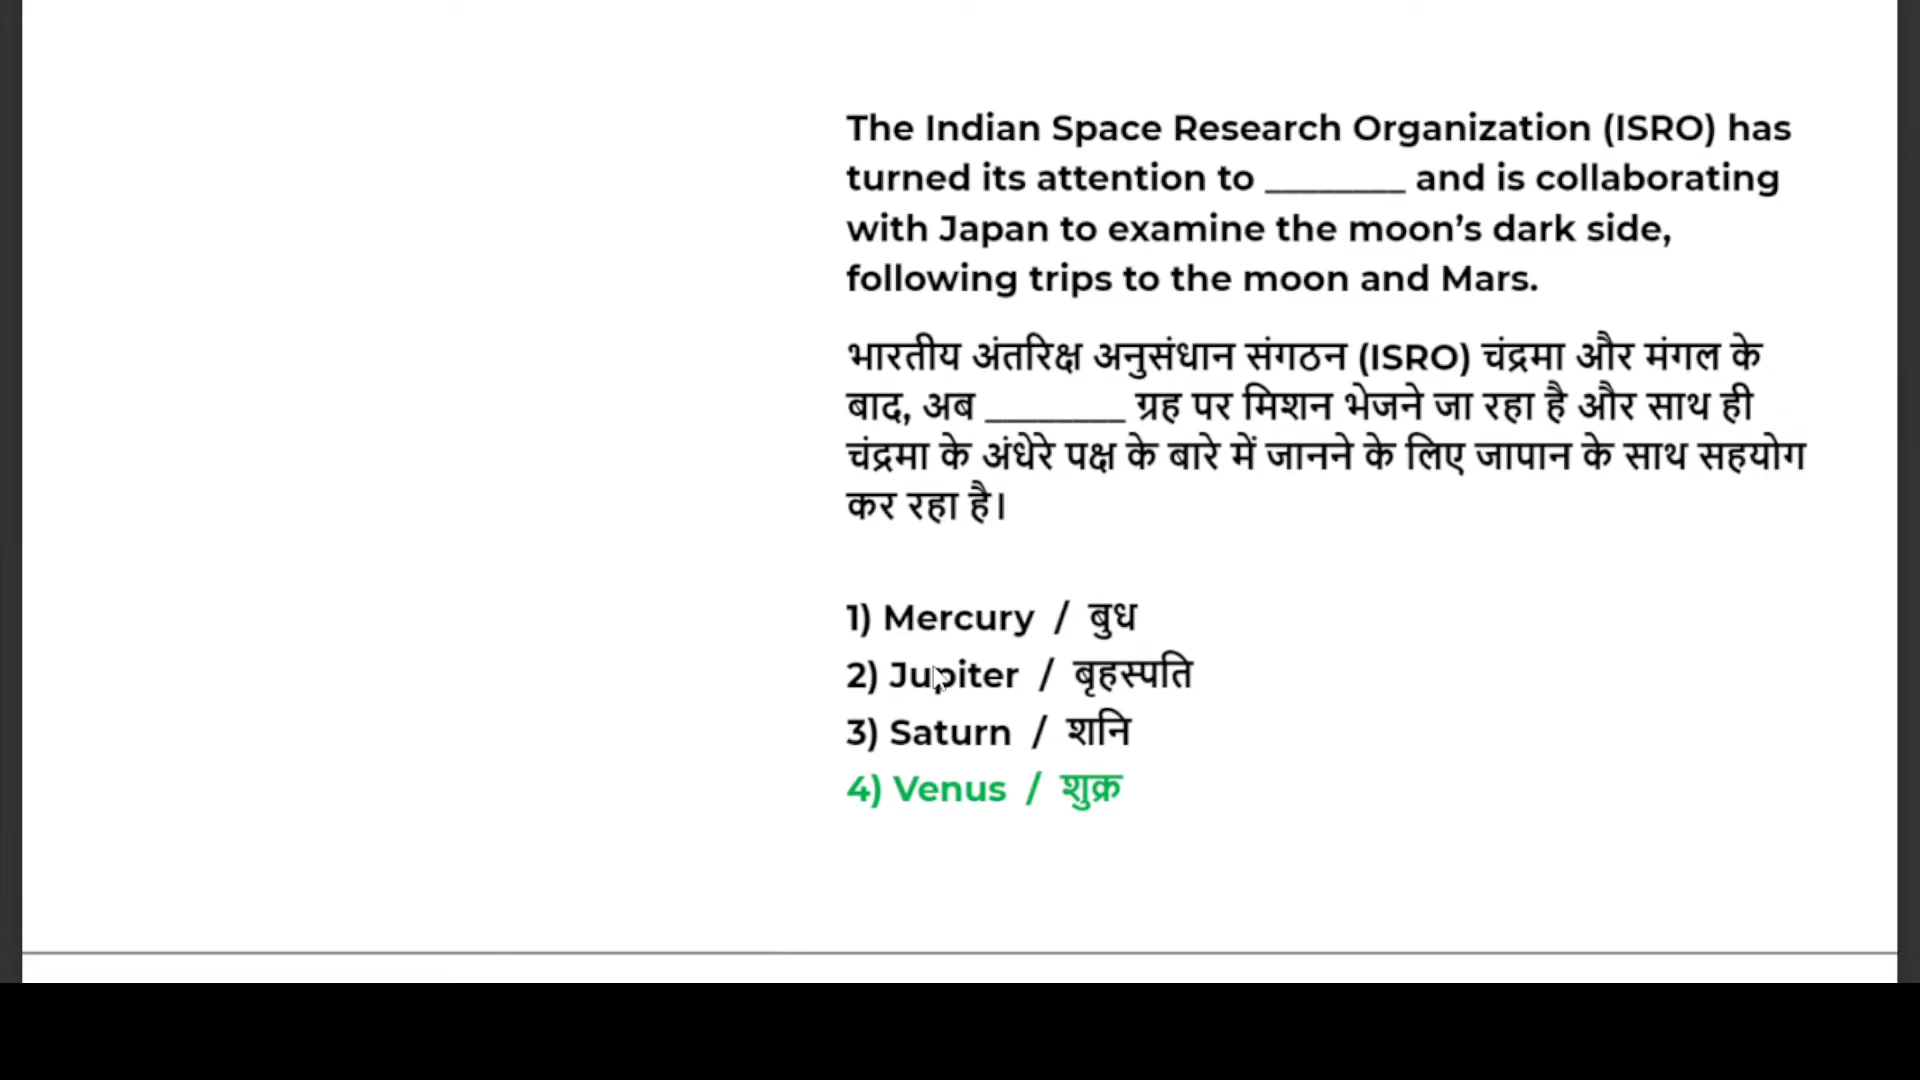 The Indian Space Research Organization (ISRO) has
turned its attention to ________ and is collaborating
with Japan to examine the moon’s dark side,
following trips to the moon and Mars.
भारतीय अंतरिक्ष अनुसंधान संगठन (ISRO) चंद्रमा और मंगल के
बाद, अब ________ ग्रह पर मिशन भेजने जा रहा है और साथ ही
चंद्रमा के अंधेरे पक्ष के बारे में जानने के लिए जापान के साथ सहयोग
कर रहा है।
1) Mercury / बुध
2) Jupiter / बृहस्पति
3) Saturn / शनि
4) Venus / शुक्र